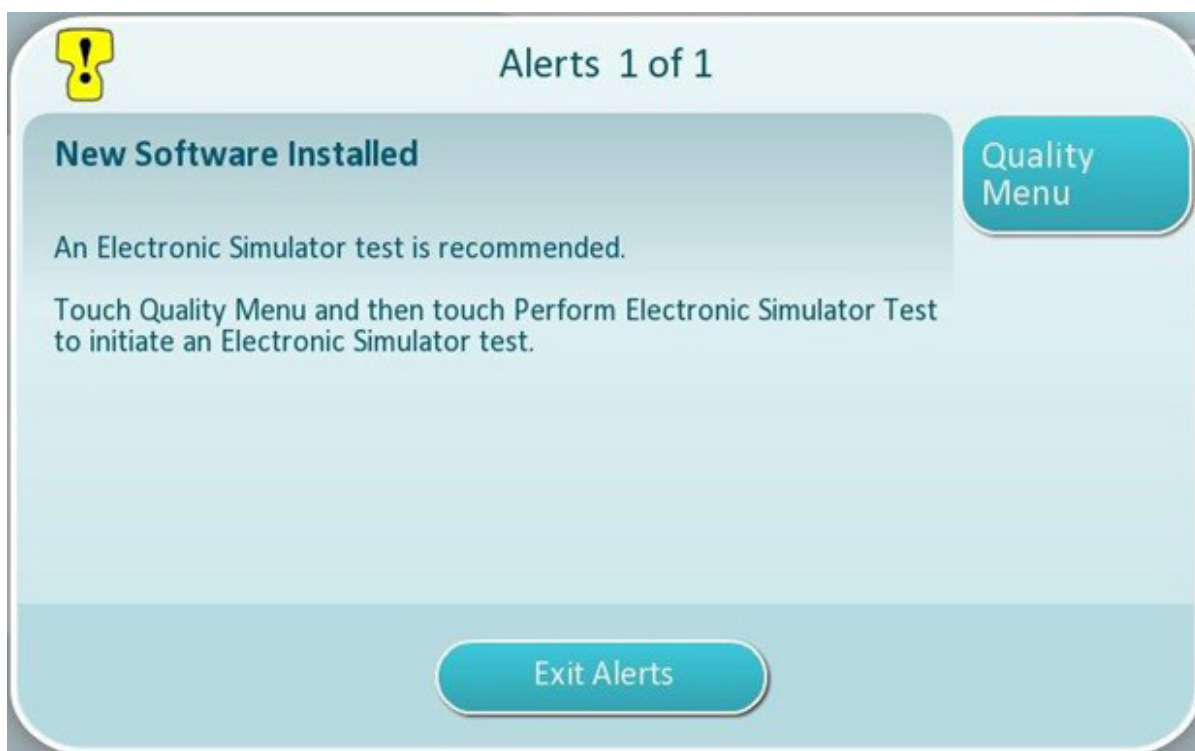 Alerts 1 of 1
New Software Installed
Quality
Menu
An Electronic Simulator test is recommended.
Touch Quality Menu and then touch Perform Electronic Simulator Test
to initiate an Electronic Simulator test.
Exit Alerts